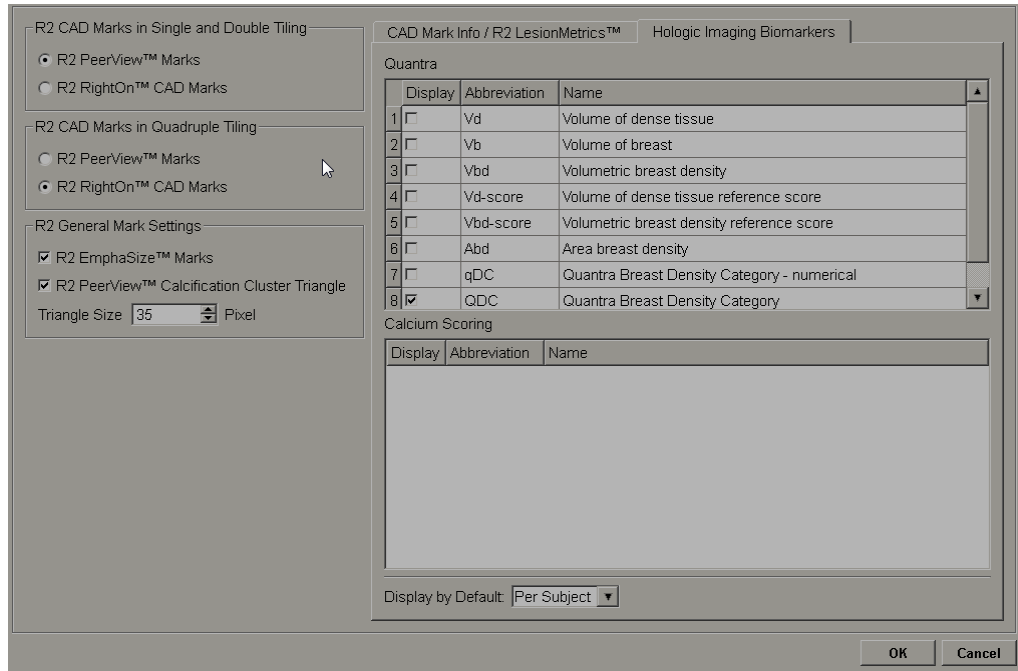 R2 CAD Marks in Single and Double Tiling
R2 PeerView™ Marks
R2 RightOn™ CAD Marks
R2 CAD Marks in Quadruple Tiling
R2 PeerView™ Marks
R2 RightOn™ CAD Marks
R2 General Mark Settings
R2 EmphaSize™ Marks
R2 PeerView™ Calcification Cluster Triangle
Triangle Size 35 Pixel
CAD Mark Info / R2 LesionMetrics™ Hologic Imaging Biomarkers
Quantra
Display Abbreviation Name
1 Vd Volume of dense tissue
2 Vb Volume of breast
3 Vbd Volumetric breast density
4 Vd-score Volume of dense tissue reference score
5 Vbd-score Volumetric breast density reference score
6 Abd Area breast density
7 qDC Quantra Breast Density Category - numerical
8 QDC Quantra Breast Density Category
Calcium Scoring
Display Abbreviation Name
Display by Default: Per Subject
OK Cancel